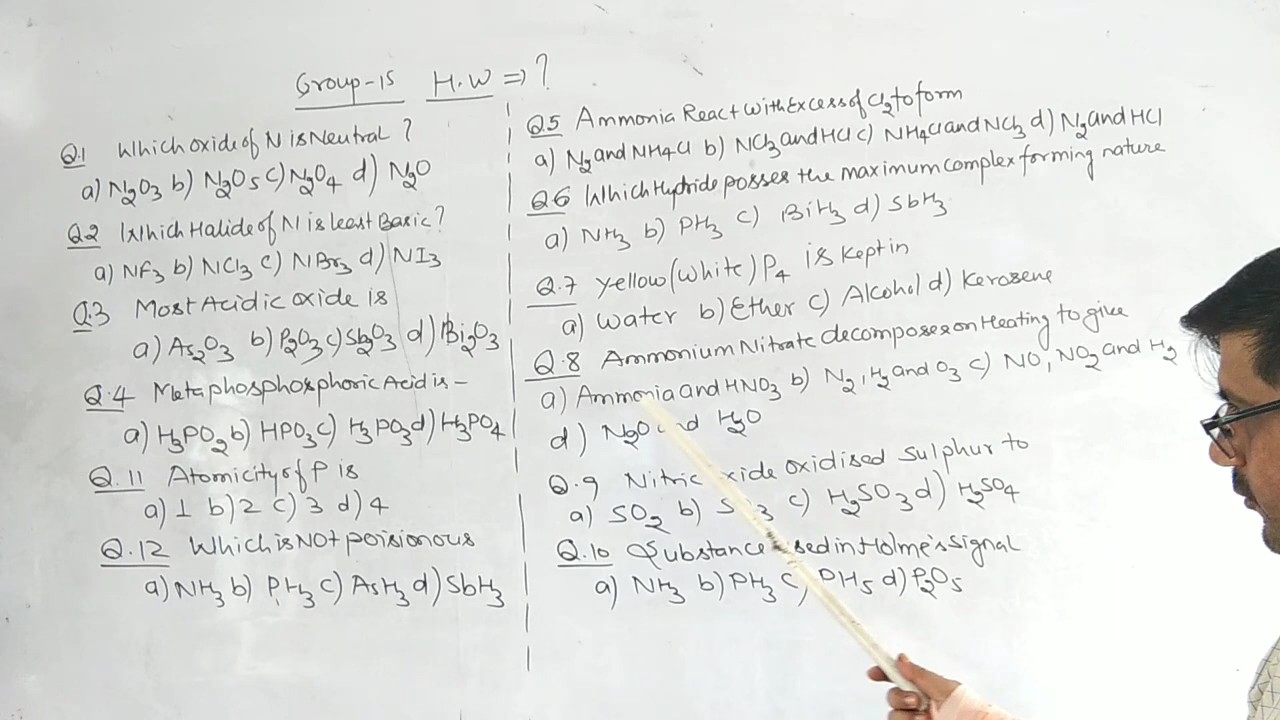 Group-15 H.W ⇒ ?
Q.1 Which oxide of N is Neutral ?
a) N2O3 b) N2O5 c) N2O4 d) N2O
Q.2 Which Halide of N is least Basic ?
a) NF3 b) NCl3 c) NBr3 d) NI3
Q.3 Most Acidic oxide is
a) As2O3 b) P2O3 c) Sb2O3 d) Bi2O3
Q.4 Metaphosphosphoric Acid is -
a) H3PO2 b) HPO3 c) H3PO3 d) H3PO4
Q.11 Atomicity of P is
a) 1 b) 2 c) 3 d) 4
Q.12 Which is NOt poisionous
a) NH3 b) PH3 c) AsH3 d) SbH3
Q.5 Ammonia React with Excess of Cl2 to form
a) N2 and NH4Cl b) NCl3 and HCl c) NH4Cl and NCl3 d) N2 and HCl
Q.6 Which Hydride posses the maximum complex forming nature
a) NH3 b) PH3 c) BiH3 d) SbH3
Q.7 Yellow (white) P4 is Kept in
a) Water b) Ether c) Alcohol d) Kerosene
Q.8 Ammonium Nitrate decomposes on Heating to give
a) Ammonia and HNO3 b) N2, H2 and O3 c) NO, NO2 and H2
d) N2O and H2O
Q.9 Nitric oxidised Sulphur to
a) SO2 b) c) H2SO3 d) H2SO4
Q.10 Substance in Holme's Signal
a) NH3 b) PH3 c) PH5 d) P2O5